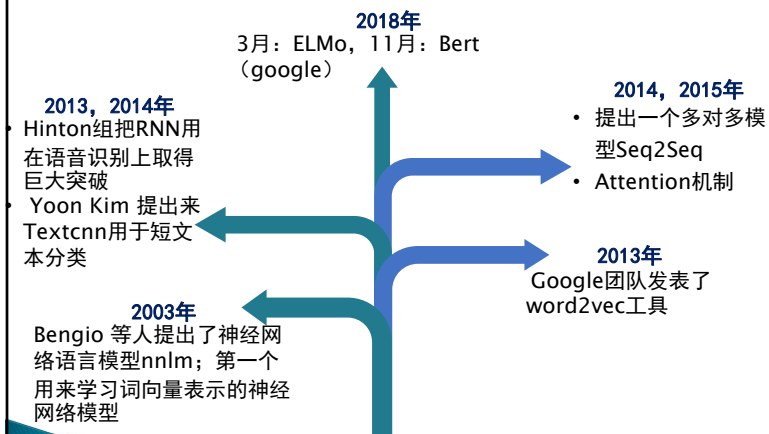 2018年
3月：ELMo，11月：Bert
（google）
2013，2014年
• Hinton组把RNN用
在语音识别上取得
巨大突破
• Yoon Kim 提出来
Textcnn用于短文
本分类
2014，2015年
• 提出一个多对多模
型Seq2Seq
• Attention机制
2013年
Google团队发表了
word2vec工具
2003年
Bengio 等人提出了神经网
络语言模型nnlm；第一个
用来学习词向量表示的神经
网络模型